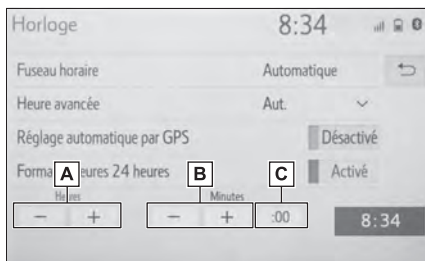 Horloge 8:34
Fuseau horaire Automatique
Heure avancée Aut.
Réglage automatique par GPS Désactivé
eures 24 heures Activé
A B C
Minutes
− + − + :00 8:34